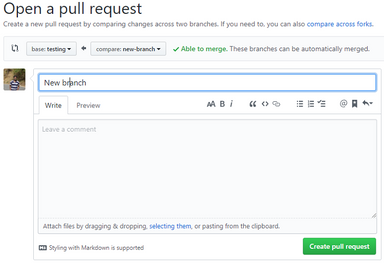 Open a pull request
Create a new pull request by comparing changes across two branches. If you need to, you can also compare across forks.
base: testing compare: new-branch Able to merge. These branches can be automatically merged.
New branch
Write Preview AA B i
Leave a comment
Attach files by dragging & dropping, selecting them, or pasting from the clipboard.
Styling with Markdown is supported Create pull request